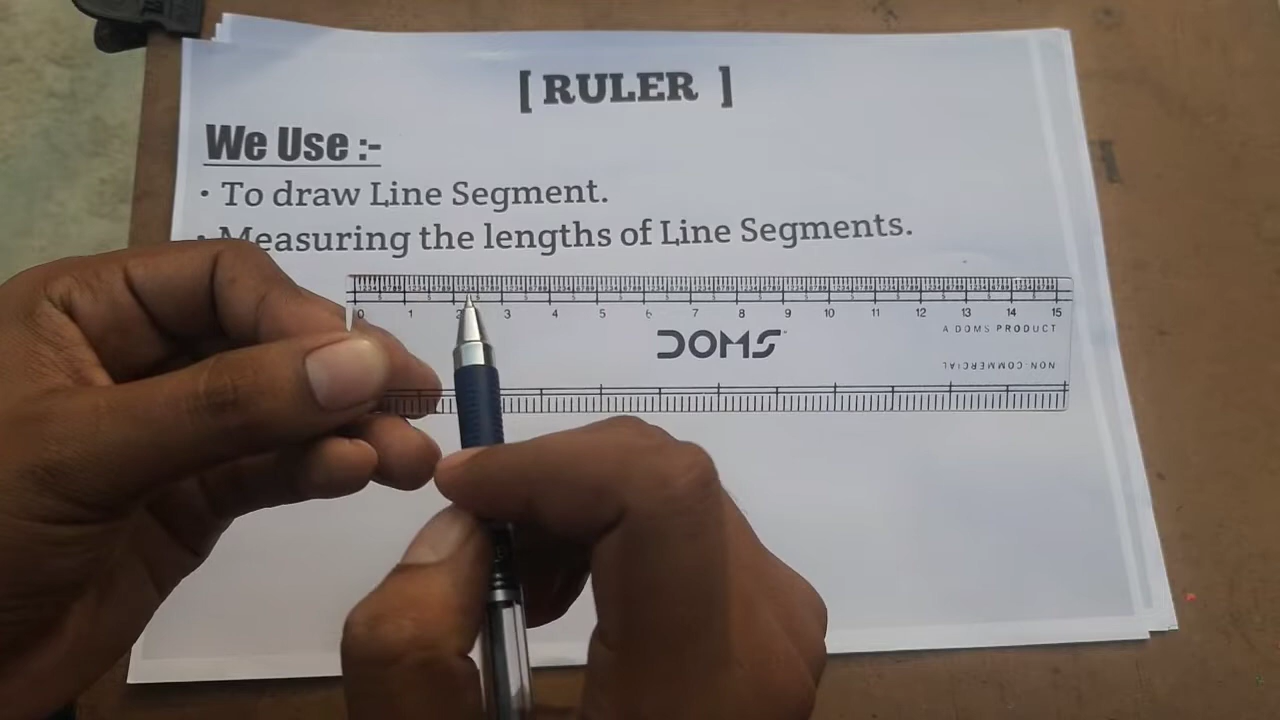 [ RULER ]
We Use :-
• To draw Line Segment.
• Measuring the lengths of Line Segments.
0 1 2 3 4 5 6 7 8 9 10 11 12 13 14 15
DOMS
A DOMS PRODUCT
NON-COMMERCIAL